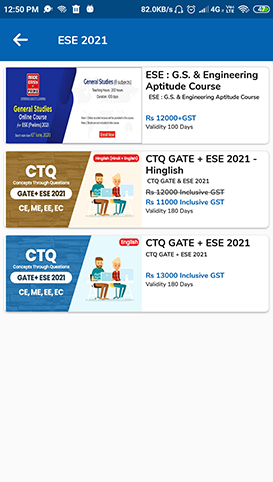 12:50 PM
82.0KB/s
4G
VoLTE
ESE 2021
MADE EASY PRIME
General Studies
Online Course
for ESE (Prelims) 2021
General Studies (8 subjects)
Teaching Hours: 200 hours
Duration: 100 days
Enroll Now
ESE : G.S. & Engineering
Aptitude Course
ESE : G.S. & Engineering Aptitude Course
Rs 12000+GST
Validity 100 Days
Hinglish (Hindi + English)
CTQ
Concepts Through Questions
GATE+ ESE 2021
CE, ME, EE, EC
CTQ GATE + ESE 2021 -
Hinglish
CTQ GATE & ESE 2021
Rs 12000 Inclusive GST
Rs 11000 Inclusive GST
Validity 180 Days
English
CTQ
Concepts Through Questions
GATE+ ESE 2021
CE, ME, EE, EC
CTQ GATE + ESE 2021
CTQ GATE + ESE 2021
Rs 13000 Inclusive GST
Validity 180 Days